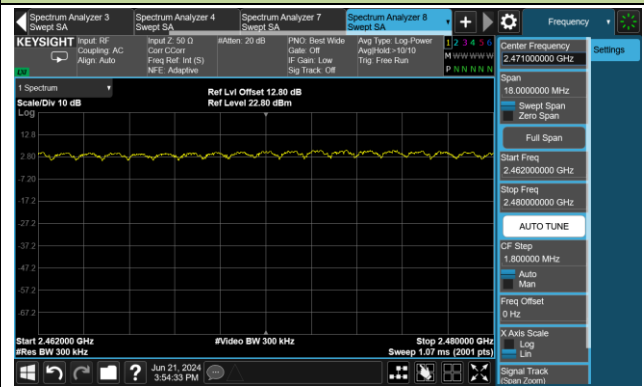 Spectrum Analyzer 3
Swept SA
Spectrum Analyzer 4
Swept SA
Spectrum Analyzer 7
Swept SA
Spectrum Analyzer 8
Swept SA
Frequency
KEYSIGHT
Input: RF
Coupling: AC
Align: Auto
Input Z: 50 Ω
Corr CCorr
Freq Ref: Int (S)
NFE: Adaptive
#Atten: 20 dB
PNO: Best Wide
Gate: Off
IF Gain: Low
Sig Track: Off
Avg Type: Log-Power
Avg|Hold:>10/10
Trig: Free Run
1 2 3 4 5 6
M W W W W W
P N N N N N
LW
1 Spectrum
Scale/Div 10 dB
Log
Ref Lvl Offset 12.80 dB
Ref Level 22.80 dBm
12.8
2.80
-7.20
-17.2
-27.2
-37.2
-47.2
-57.2
-67.2
Start 2.462000 GHz
#Res BW 300 kHz
#Video BW 300 kHz
Stop 2.480000 GHz
Sweep 1.07 ms (2001 pts)
Jun 21, 2024
3:54:33 PM
Center Frequency
2.471000000 GHz
Settings
Span
18.0000000 MHz
Swept Span
Zero Span
Full Span
Start Freq
2.462000000 GHz
Stop Freq
2.480000000 GHz
AUTO TUNE
CF Step
1.800000 MHz
Auto
Man
Freq Offset
0 Hz
X Axis Scale
Log
Lin
Signal Track
(Span Zoom)